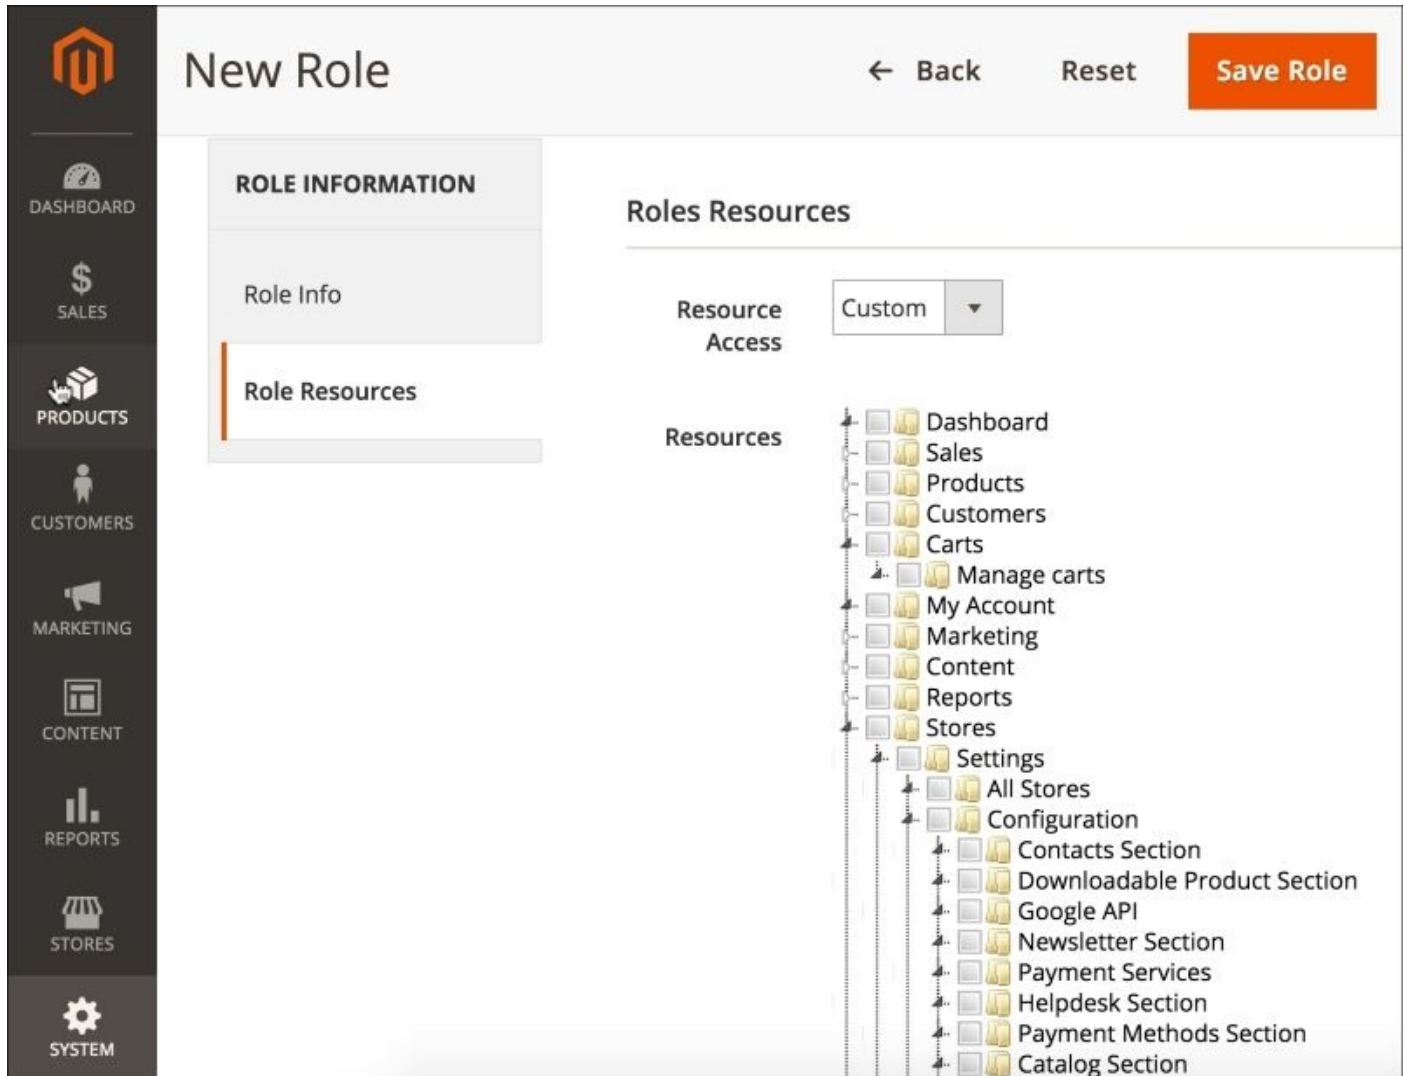 New Role
← Back
Reset
Save Role
DASHBOARD
SALES
PRODUCTS
CUSTOMERS
MARKETING
CONTENT
REPORTS
STORES
SYSTEM
ROLE INFORMATION
Role Info
Role Resources
Roles Resources
Resource
Access
Custom
Resources
Dashboard
Sales
Products
Customers
Carts
Manage carts
My Account
Marketing
Content
Reports
Stores
Settings
All Stores
Configuration
Contacts Section
Downloadable Product Section
Google API
Newsletter Section
Payment Services
Helpdesk Section
Payment Methods Section
Catalog Section